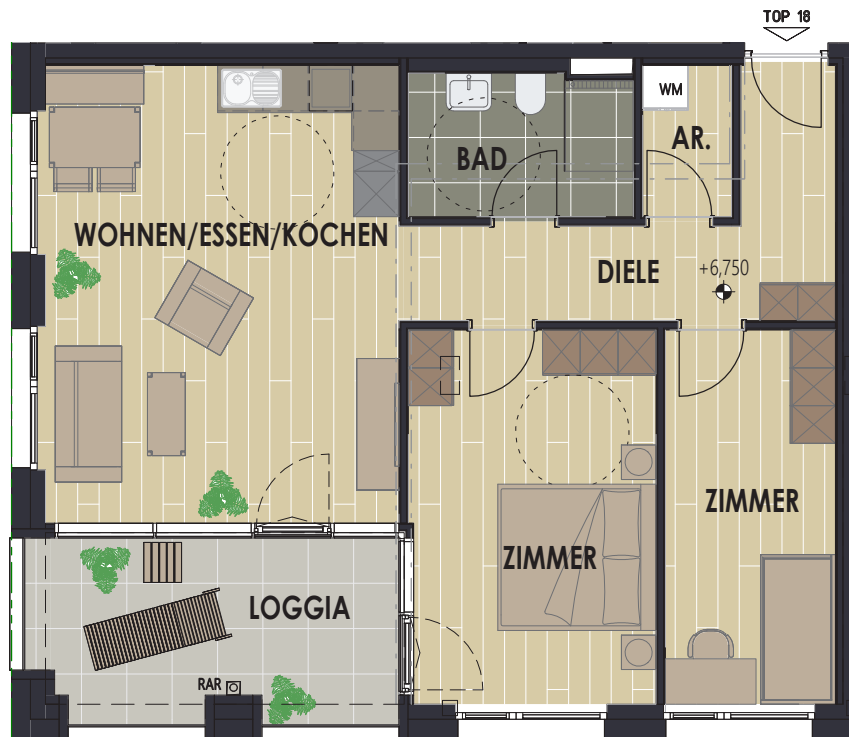 TOP 18
WM
AR.
BAD
WOHNEN/ESSEN/KOCHEN
DIELE
+6,750
ZIMMER
ZIMMER
LOGGIA
RAR